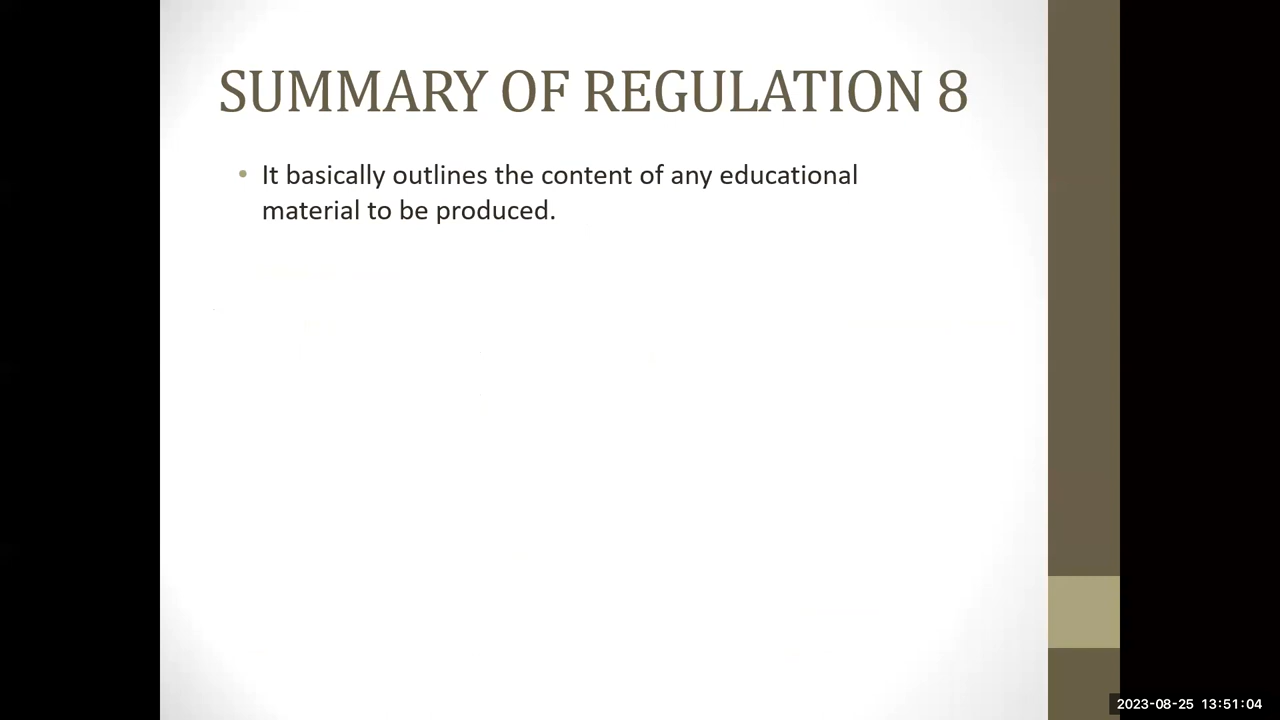 SUMMARY OF REGULATION 8
• It basically outlines the content of any educational
material to be produced.
2023-08-25 13:51:04